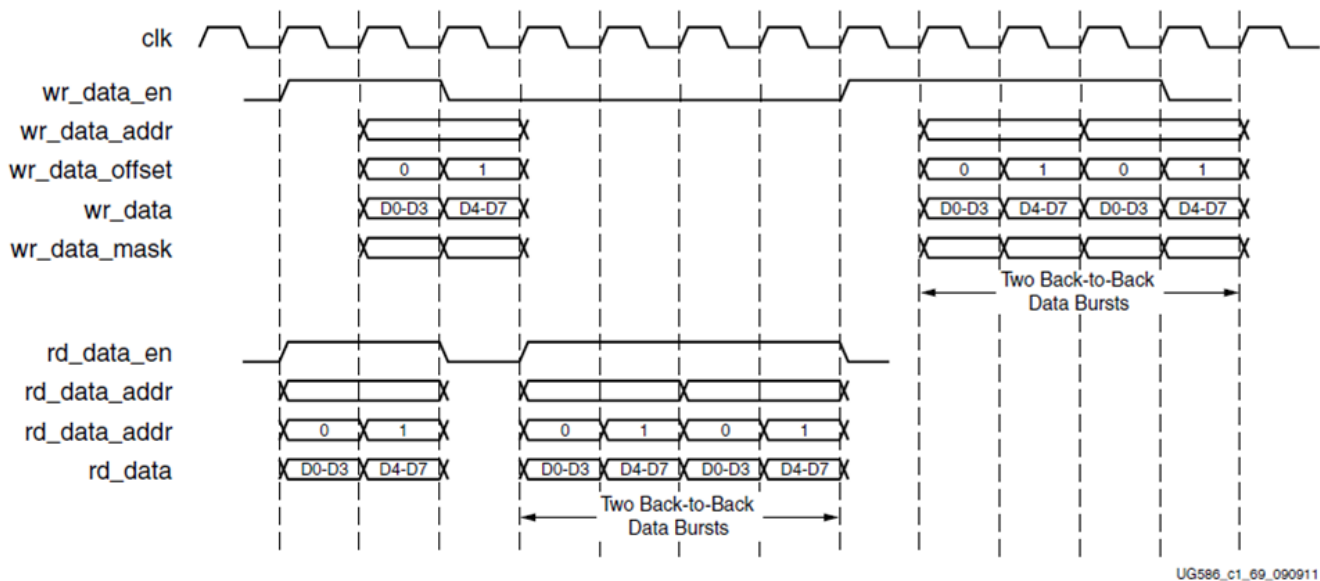 clk
wr_data_en
wr_data_addr
wr_data_offset 0 1 0 1 0 1
wr_data D0-D3 D4-D7 D0-D3 D4-D7 D0-D3 D4-D7
wr_data_mask
Two Back-to-Back
Data Bursts
rd_data_en
rd_data_addr
rd_data_addr 0 1 0 1 0 1
rd_data D0-D3 D4-D7 D0-D3 D4-D7 D0-D3 D4-D7
Two Back-to-Back
Data Bursts
UG586_c1_69_090911